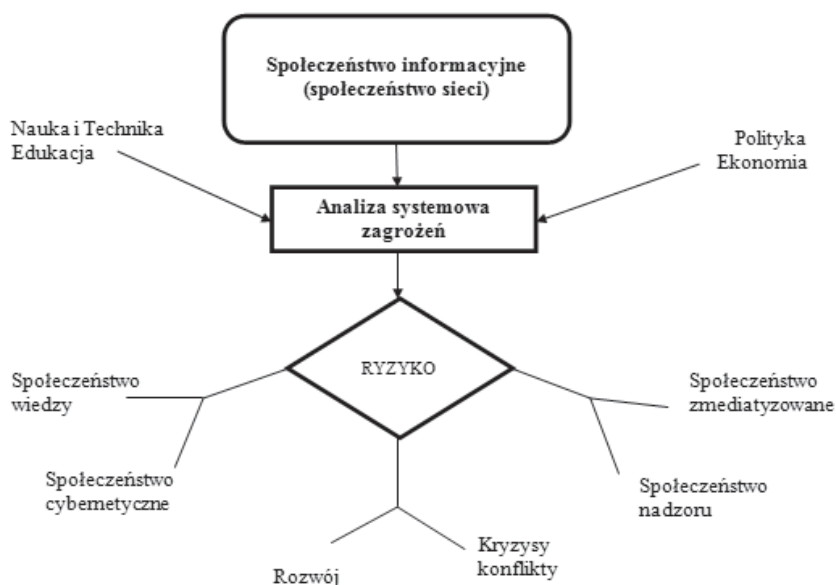 Społeczeństwo informacyjne
(społeczeństwo sieci)
Nauka i Technika
Edukacja
Polityka
Ekonomia
Analiza systemowa
zagrożeń
RYZYKO
Społeczeństwo
wiedzy
Społeczeństwo
zmediatyzowane
Społeczeństwo
cybernetyczne
Społeczeństwo
nadzoru
Rozwój
Kryzysy
konflikty